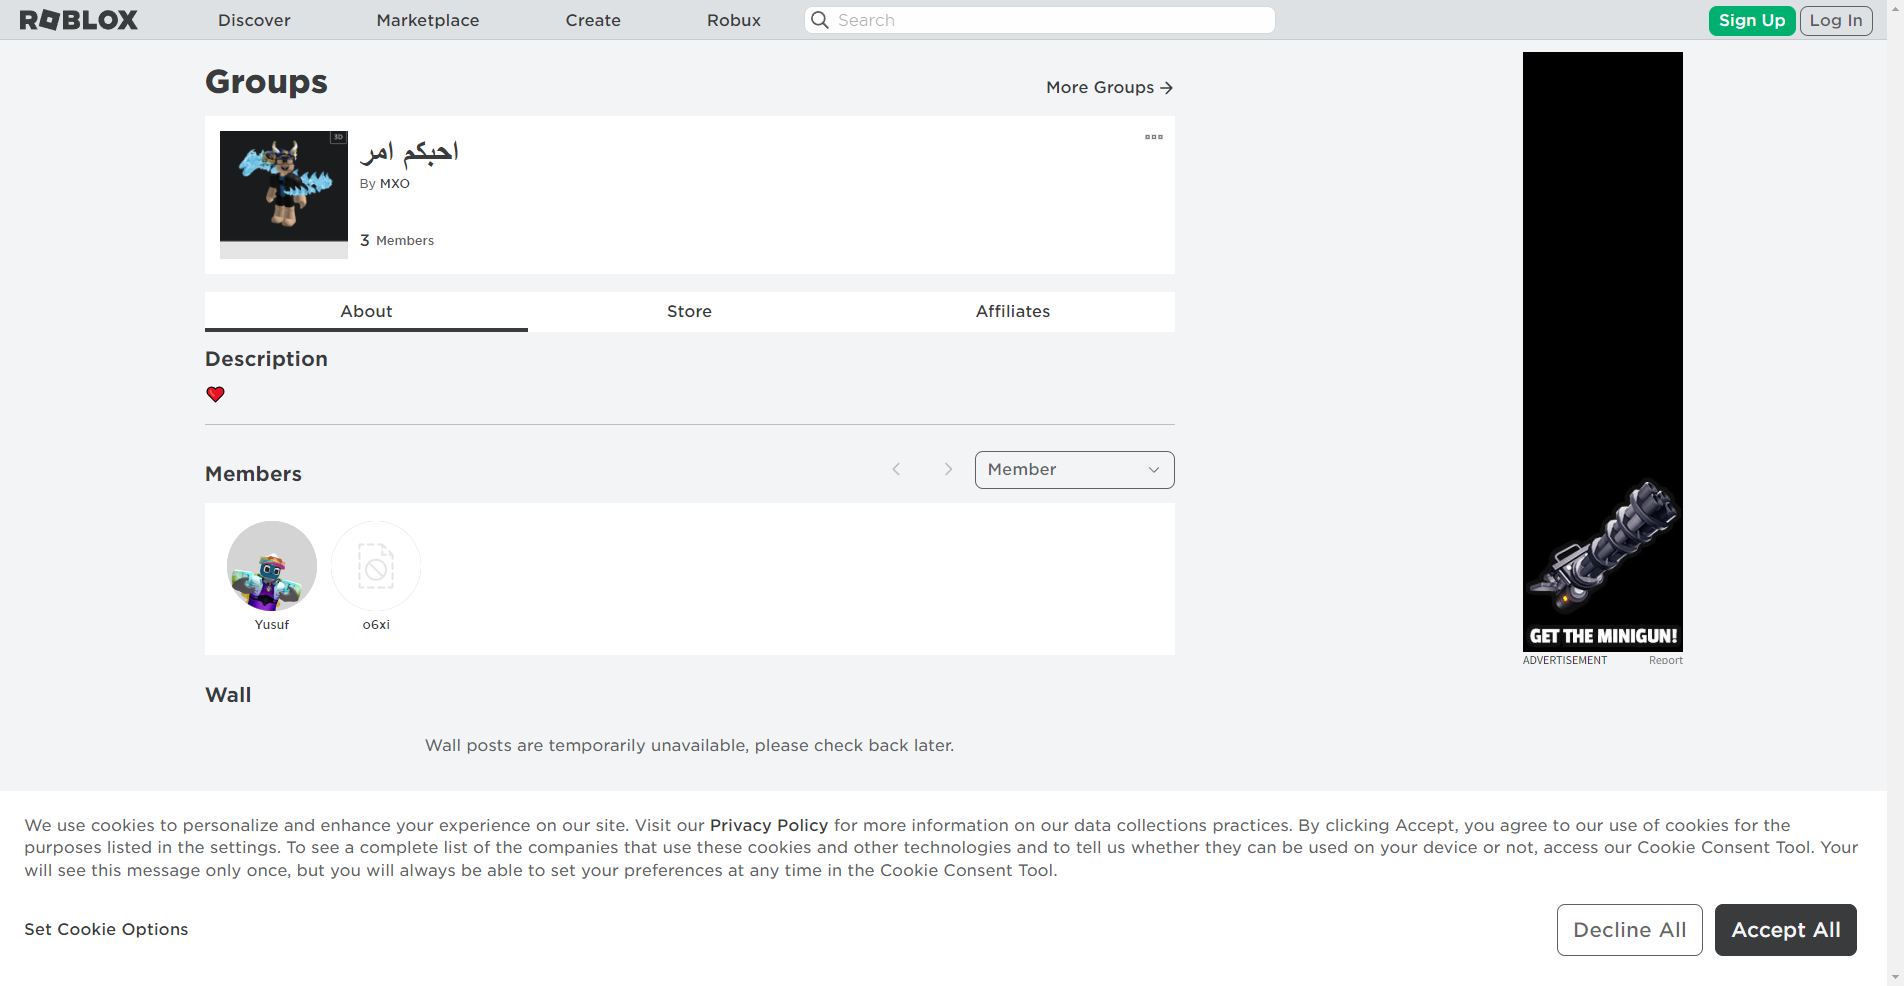 ROBLOX
Discover
Marketplace
Create
Robux
Search
Sign Up
Log In
Groups
More Groups
3D
احبكم امر
By MXO
3 Members
About
Store
Affiliates
Description
Members
Member
Yusuf
o6xi
Wall
Wall posts are temporarily unavailable, please check back later.
GET THE MINIGUN!
ADVERTISEMENT
Report
We use cookies to personalize and enhance your experience on our site. Visit our Privacy Policy for more information on our data collections practices. By clicking Accept, you agree to our use of cookies for the
purposes listed in the settings. To see a complete list of the companies that use these cookies and other technologies and to tell us whether they can be used on your device or not, access our Cookie Consent Tool. Your
will see this message only once, but you will always be able to set your preferences at any time in the Cookie Consent Tool.
Set Cookie Options
Decline All
Accept All